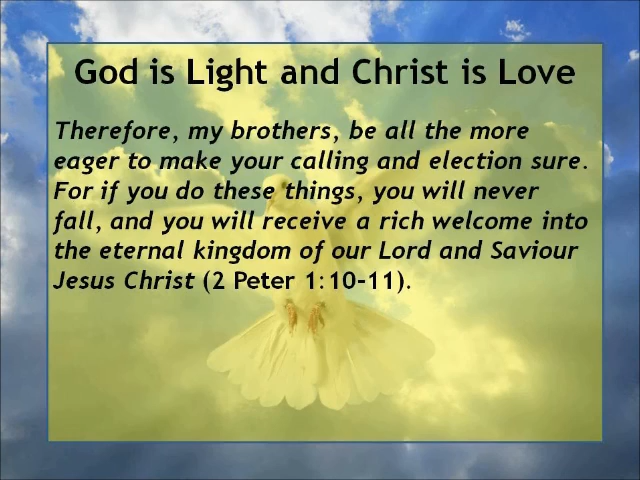 God is Light and Christ is Love
Therefore, my brothers, be all the more
eager to make your calling and election sure.
For if you do these things, you will never
fall, and you will receive a rich welcome into
the eternal kingdom of our Lord and Saviour
Jesus Christ (2 Peter 1:10-11).